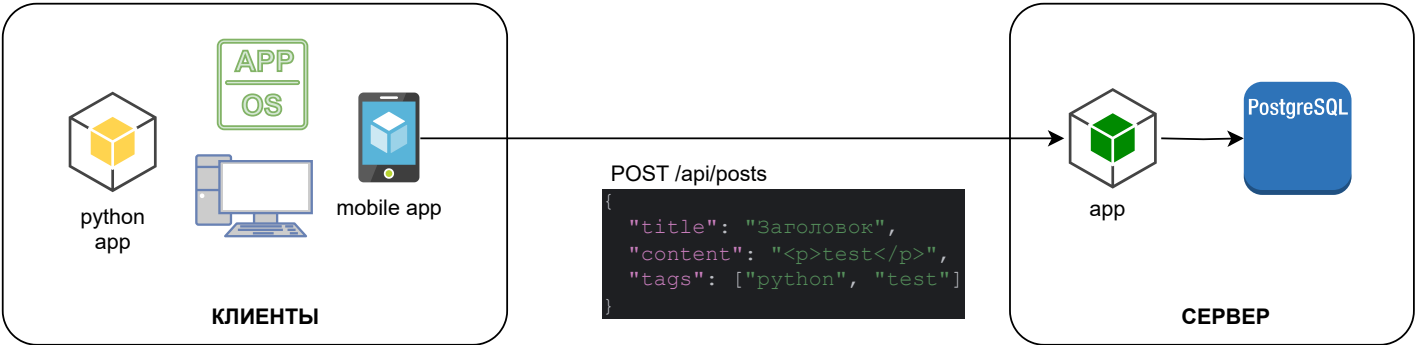 APP
OS
python
app
mobile app
КЛИЕНТЫ
POST /api/posts
{
  "title": "Заголовок",
  "content": "<p>test</p>",
  "tags": ["python", "test"]
}
app
PostgreSQL
СЕРВЕР